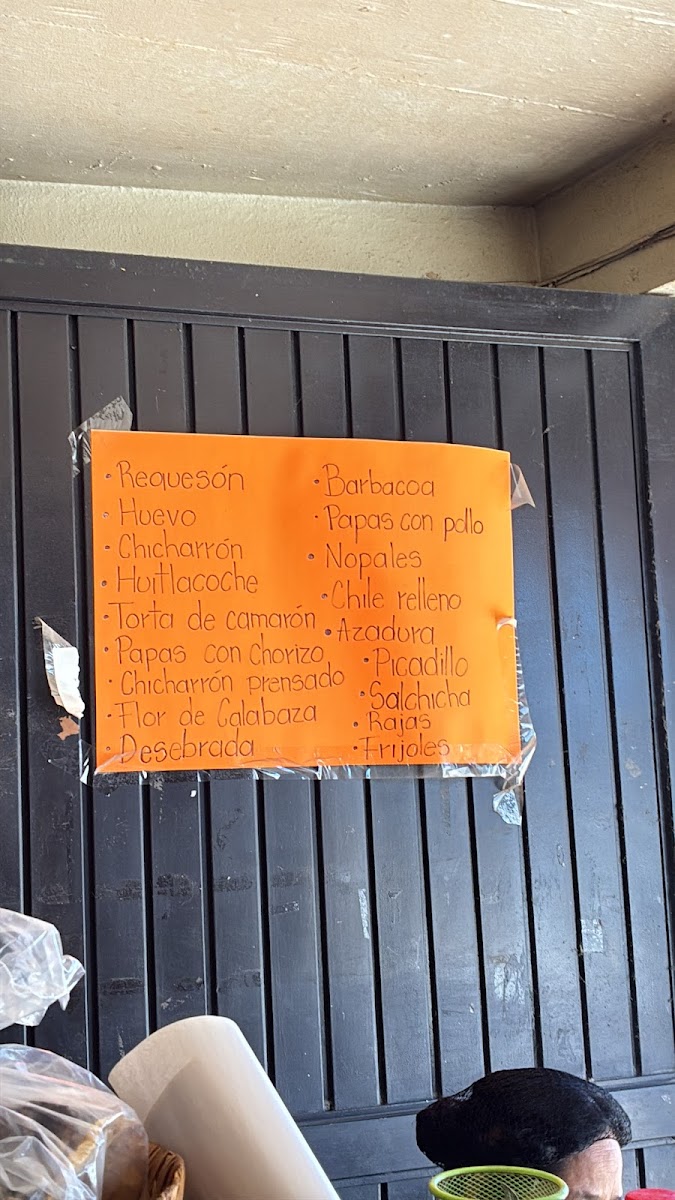 · Requesón
· Huevo
· Chicharrón
· Huitlacoche
· Torta de camarón
· Papas con Chorizo
· Chicharrón prensado
· Flor de Calabaza
· Desebrada
· Barbacoa
· Papas con pollo
· Nopales
· Chile relleno
· Azadura
· Picadillo
· Salchicha
· Rajas
· Frijoles